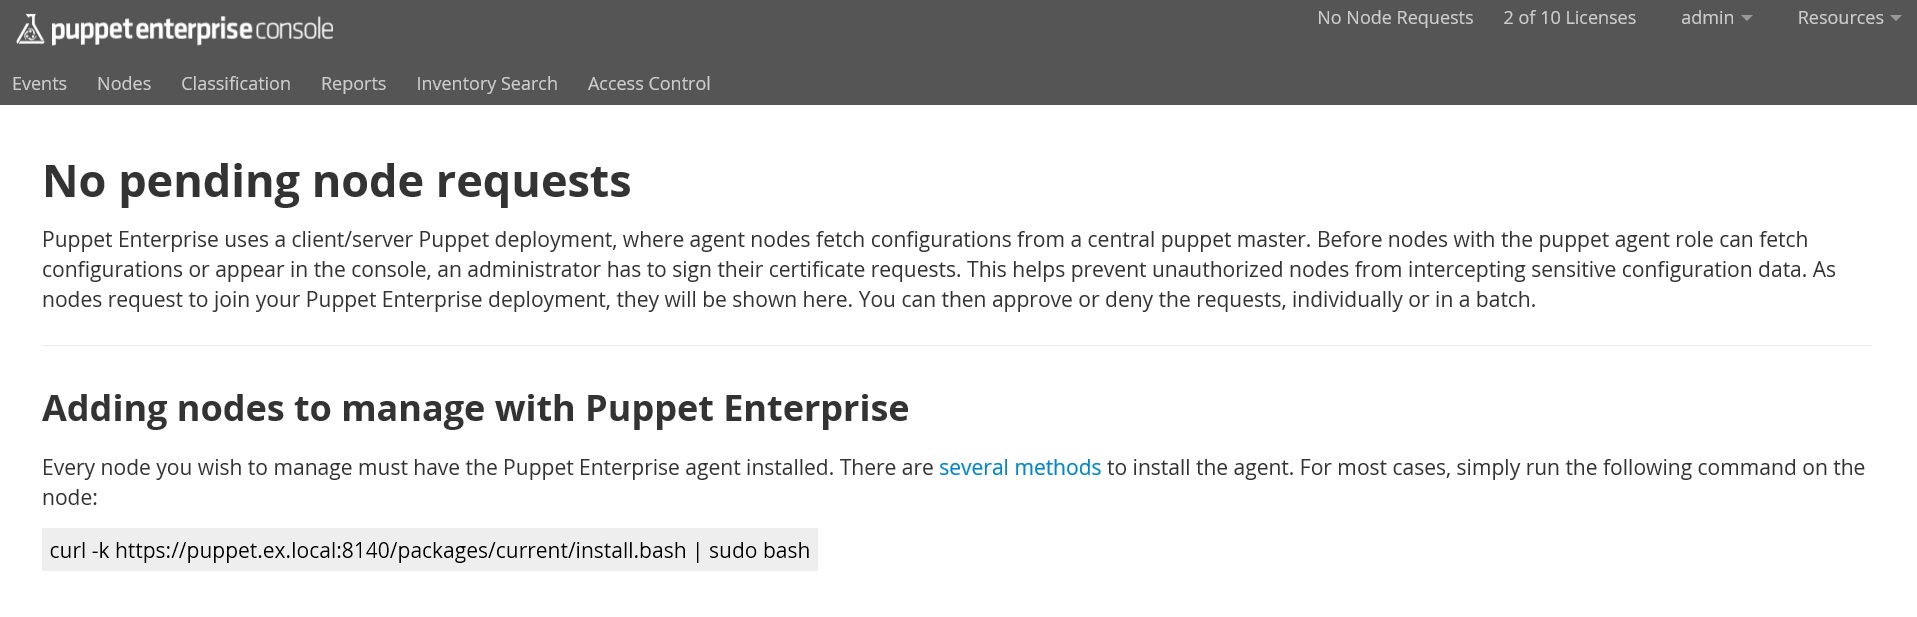 puppet enterprise console
No Node Requests 2 of 10 Licenses admin Resources
Events Nodes Classification Reports Inventory Search Access Control
No pending node requests
Puppet Enterprise uses a client/server Puppet deployment, where agent nodes fetch configurations from a central puppet master. Before nodes with the puppet agent role can fetch
configurations or appear in the console, an administrator has to sign their certificate requests. This helps prevent unauthorized nodes from intercepting sensitive configuration data. As
nodes request to join your Puppet Enterprise deployment, they will be shown here. You can then approve or deny the requests, individually or in a batch.
Adding nodes to manage with Puppet Enterprise
Every node you wish to manage must have the Puppet Enterprise agent installed. There are several methods to install the agent. For most cases, simply run the following command on the
node:
curl -k https://puppet.ex.local:8140/packages/current/install.bash | sudo bash